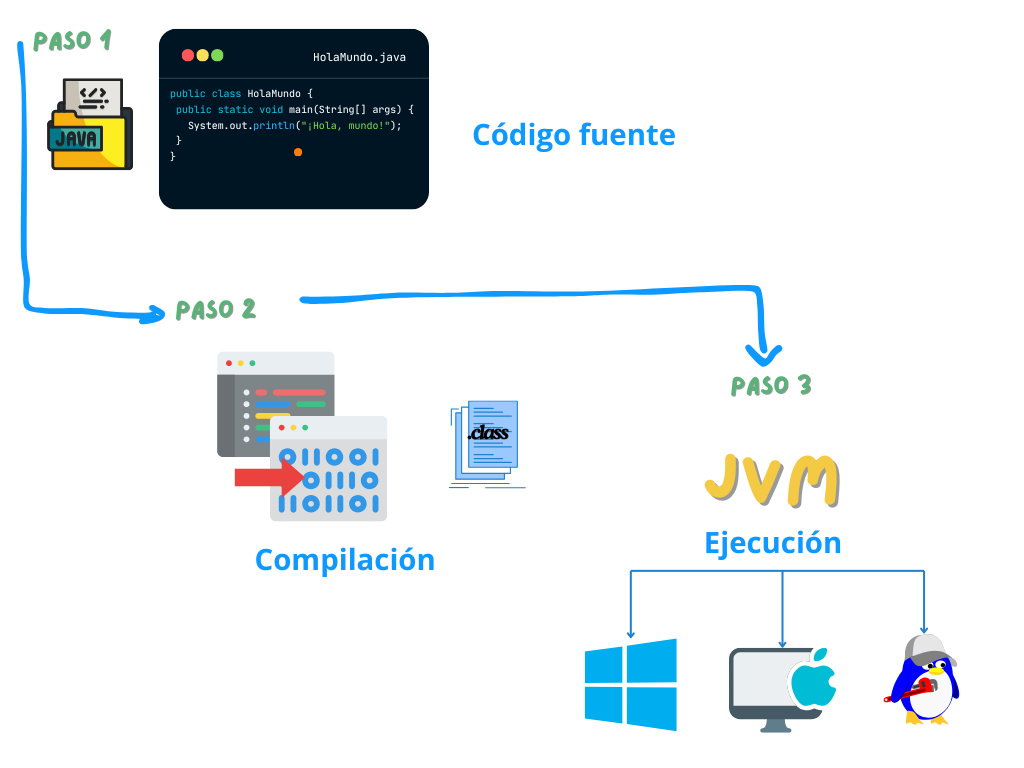 PASO 1
HolaMundo.java
</>
JAVA
public class HolaMundo {
public static void main(String[] args) {
System.out.println("¡Hola, mundo!");
}
}
Código fuente
PASO 2
.class
Compilación
PASO 3
JVM
Ejecución